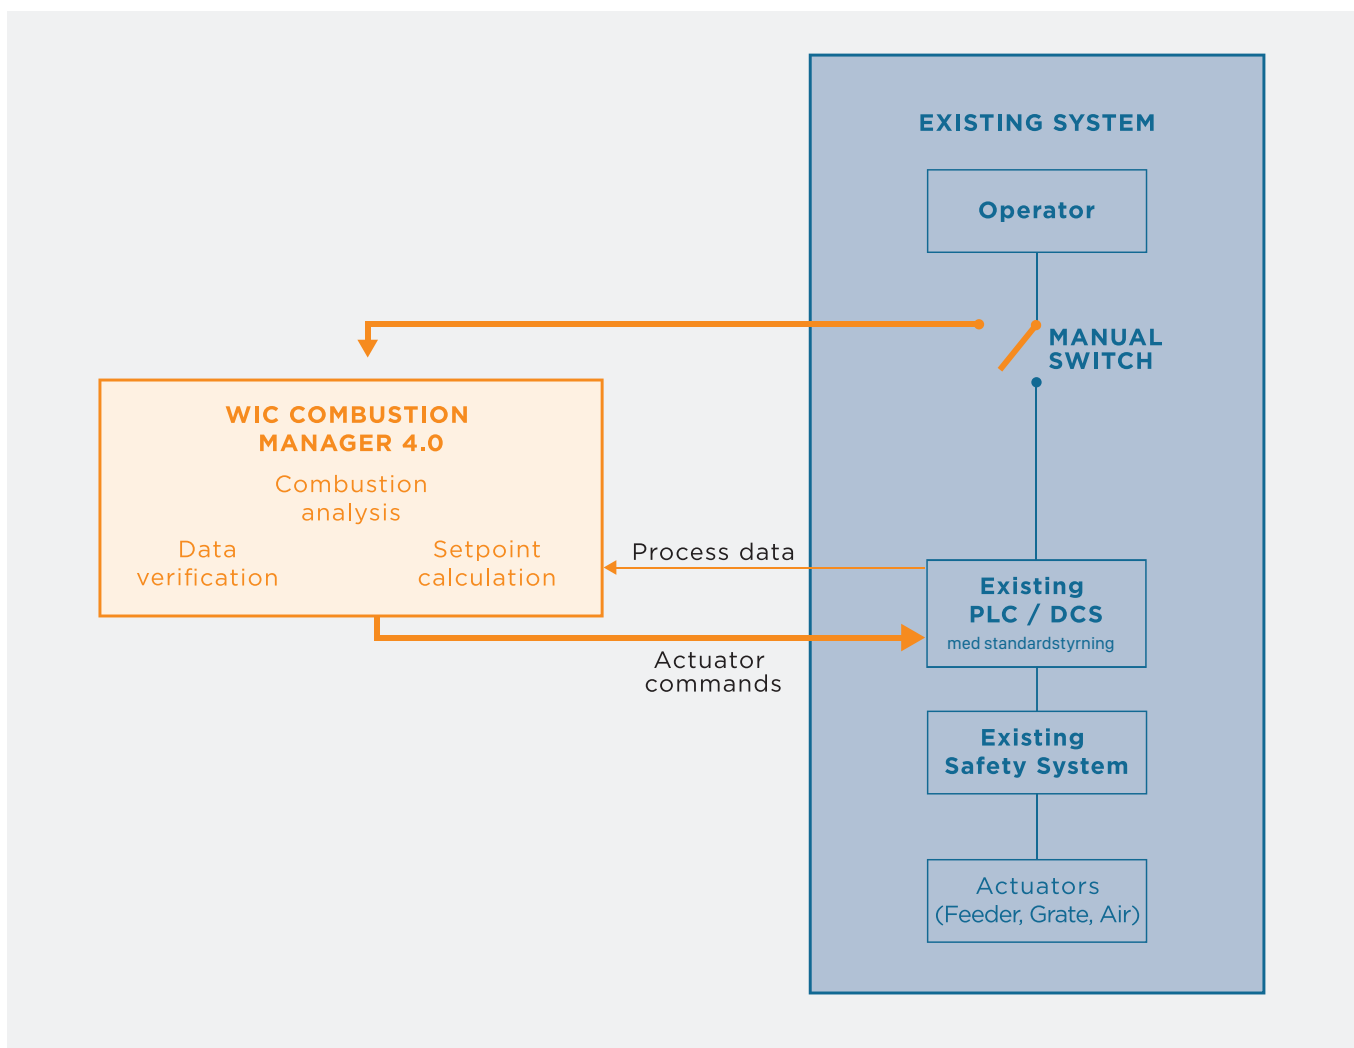 EXISTING SYSTEM
Operator
MANUAL
SWITCH
WIC COMBUSTION
MANAGER 4.0
Combustion
analysis
Data
verification
Setpoint
calculation
Process data
Existing
PLC / DCS
med standardstyrning
Actuator
commands
Existing
Safety System
Actuators
(Feeder, Grate, Air)